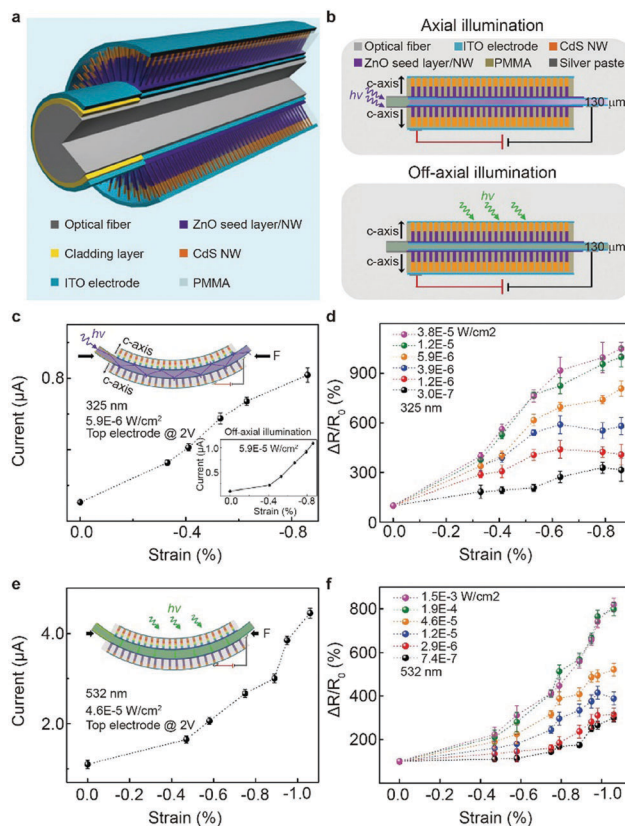 a
Optical fiber
ZnO seed layer/NW
Cladding layer
CdS NW
ITO electrode
PMMA
b
Axial illumination
Optical fiber ITO electrode CdS NW
ZnO seed layer/NW PMMA Silver paste
c-axis
hv
c-axis
130 μm
Off-axial illumination
c-axis
c-axis
130 μm
c
hv
c-axis
c-axis
F
325 nm
5.9E-6 W/cm²
Top electrode @ 2V
Off-axial illumination
5.9E-5 W/cm²
Current (μA)
1.0
0.5
0.0
0.0 -0.4 -0.8
Strain (%)
Current (μA)
0.8
0.4
0.0 -0.4 -0.6 -0.8
Strain (%)
d
3.8E-5 W/cm2
1.2E-5
5.9E-6
3.9E-6
1.2E-6
3.0E-7
325 nm
ΔR/R₀ (%)
900
600
300
0
0.0 -0.2 -0.4 -0.6 -0.8
Strain (%)
e
hv
F
532 nm
4.6E-5 W/cm²
Top electrode @ 2V
Current (μA)
4.0
2.0
0.0 -0.2 -0.4 -0.6 -0.8 -1.0
Strain (%)
f
1.5E-3 W/cm2
1.9E-4
4.6E-5
1.2E-5
2.9E-6
7.4E-7
532 nm
ΔR/R₀ (%)
800
600
400
200
0.0 -0.2 -0.4 -0.6 -0.8 -1.0
Strain (%)